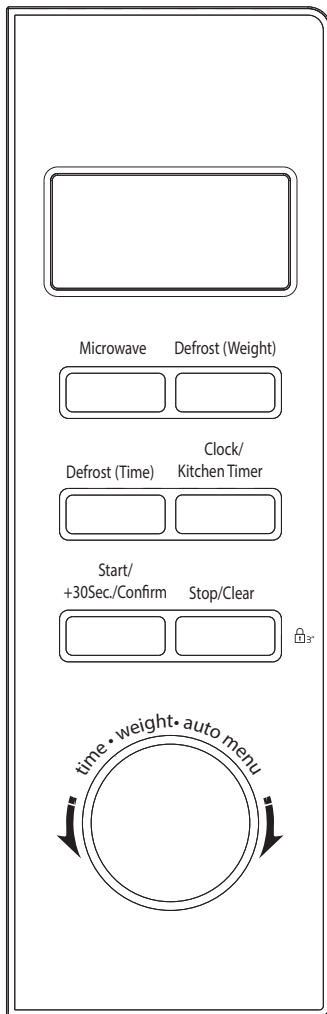 Microwave Defrost (Weight)
Defrost (Time)
Clock/
Kitchen Timer
Start/
+30Sec./Confirm
Stop/Clear
3"
time • weight • auto menu